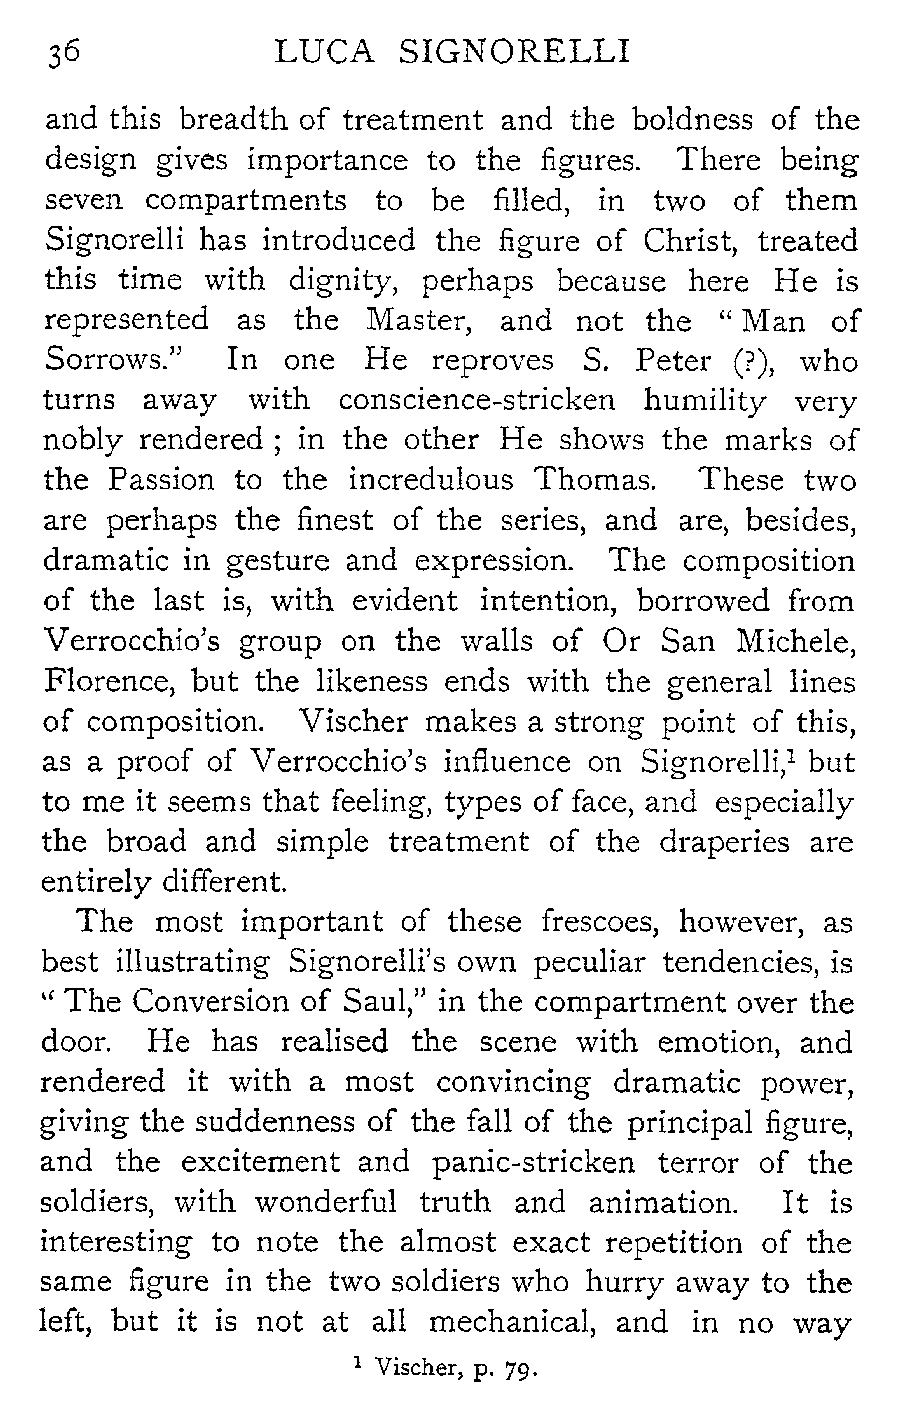 36 LUCA SIGNORELLI
and this breadth of treatment and the boldness of the
design gives importance to the figures. There being
seven compartments to be filled, in two of them
Signorelli has introduced the figure of Christ, treated
this time with dignity, perhaps because here He is
represented as the Master, and not the “ Man of
Sorrows.” In one He reproves S. Peter (?), who
turns away with conscience-stricken humility very
nobly rendered ; in the other He shows the marks of
the Passion to the incredulous Thomas. These two
are perhaps the finest of the series, and are, besides,
dramatic in gesture and expression. The composition
of the last is, with evident intention, borrowed from
Verrocchio’s group on the walls of Or San Michele,
Florence, but the likeness ends with the general lines
of composition. Vischer makes a strong point of this,
as a proof of Verrocchio’s influence on Signorelli,¹ but
to me it seems that feeling, types of face, and especially
the broad and simple treatment of the draperies are
entirely different.
The most important of these frescoes, however, as
best illustrating Signorelli’s own peculiar tendencies, is
“ The Conversion of Saul,” in the compartment over the
door. He has realised the scene with emotion, and
rendered it with a most convincing dramatic power,
giving the suddenness of the fall of the principal figure,
and the excitement and panic-stricken terror of the
soldiers, with wonderful truth and animation. It is
interesting to note the almost exact repetition of the
same figure in the two soldiers who hurry away to the
left, but it is not at all mechanical, and in no way
¹ Vischer, p. 79.